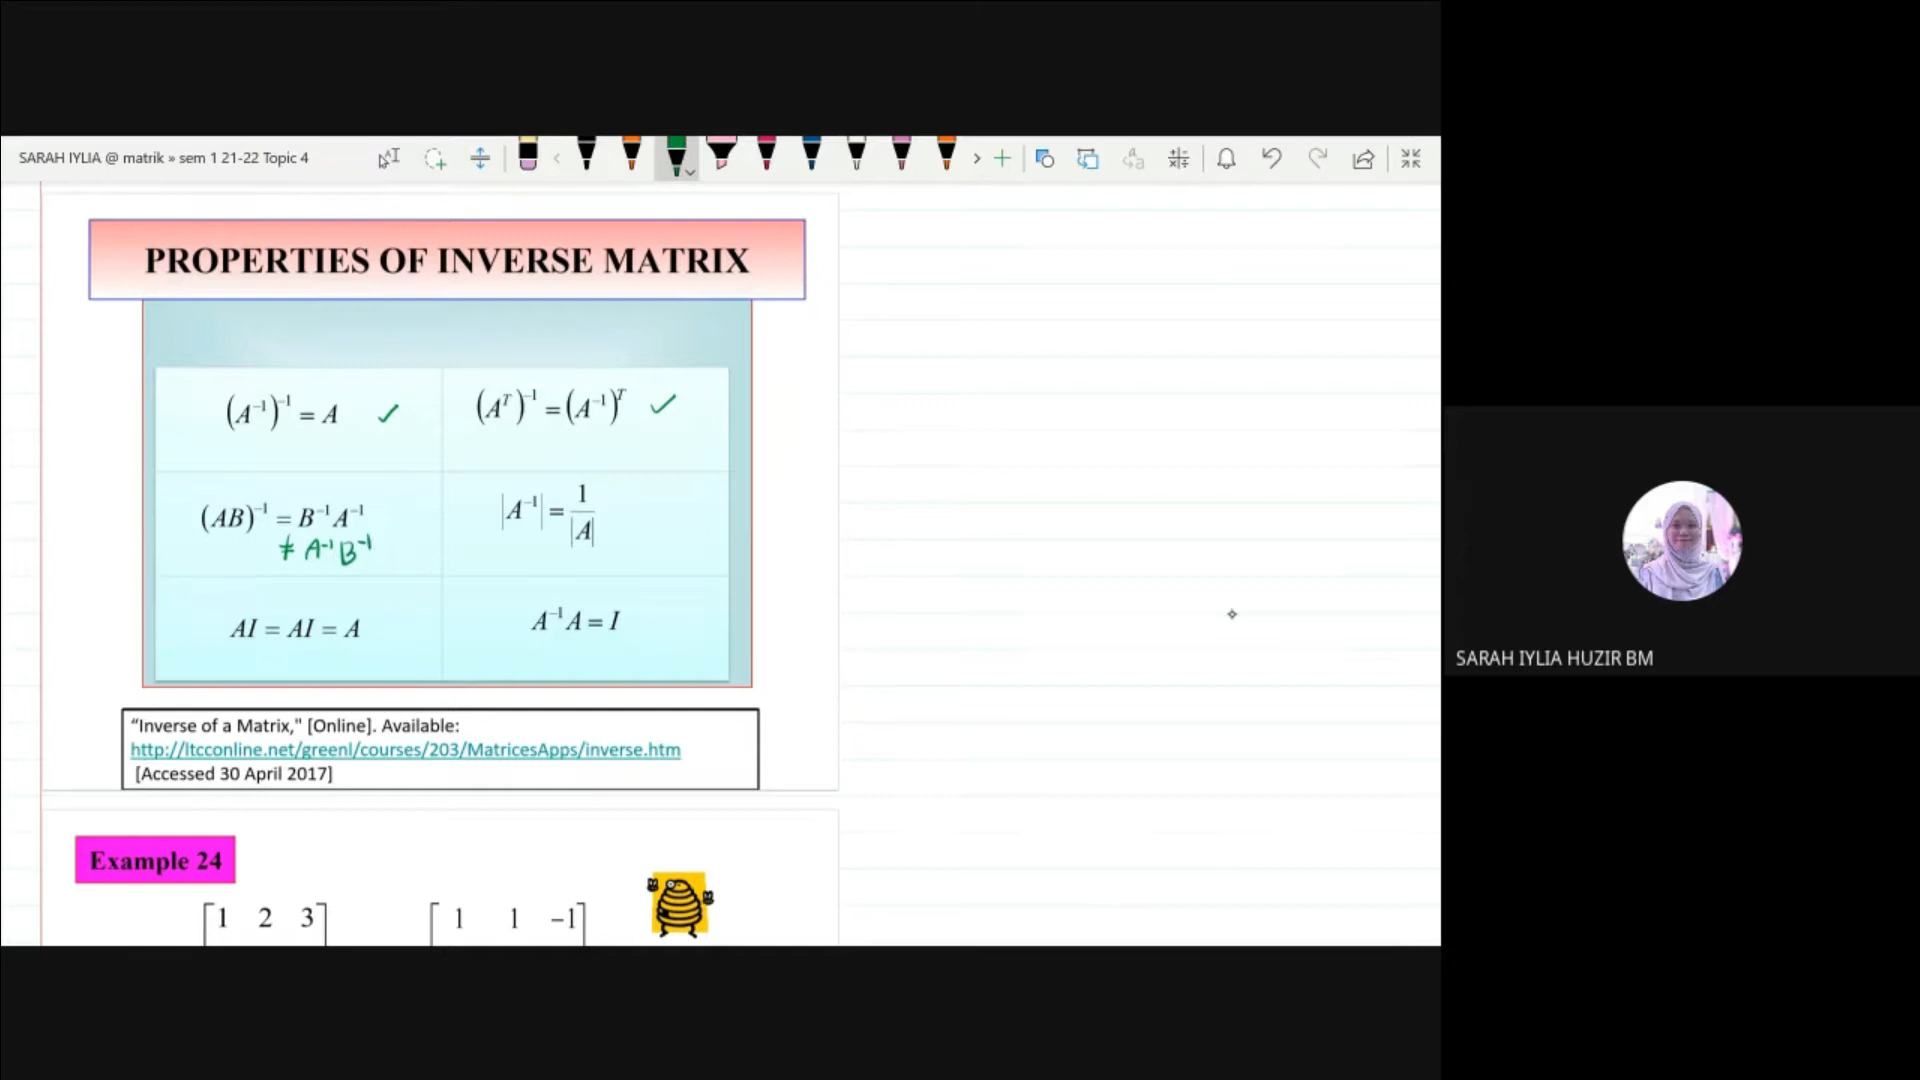 SARAH IYLIA @ matrik » sem 1 21-22 Topic 4
PROPERTIES OF INVERSE MATRIX
(A⁻¹)⁻¹ = A ✓
(Aᵀ)⁻¹ = (A⁻¹)ᵀ ✓
(AB)⁻¹ = B⁻¹A⁻¹
≠ A⁻¹B⁻¹
|A⁻¹| = 1/|A|
AI = AI = A
A⁻¹A = I
“Inverse of a Matrix," [Online]. Available:
http://ltcconline.net/greenl/courses/203/MatricesApps/inverse.htm
[Accessed 30 April 2017]
Example 24
1 2 3
1 1 −1
SARAH IYLIA HUZIR BM